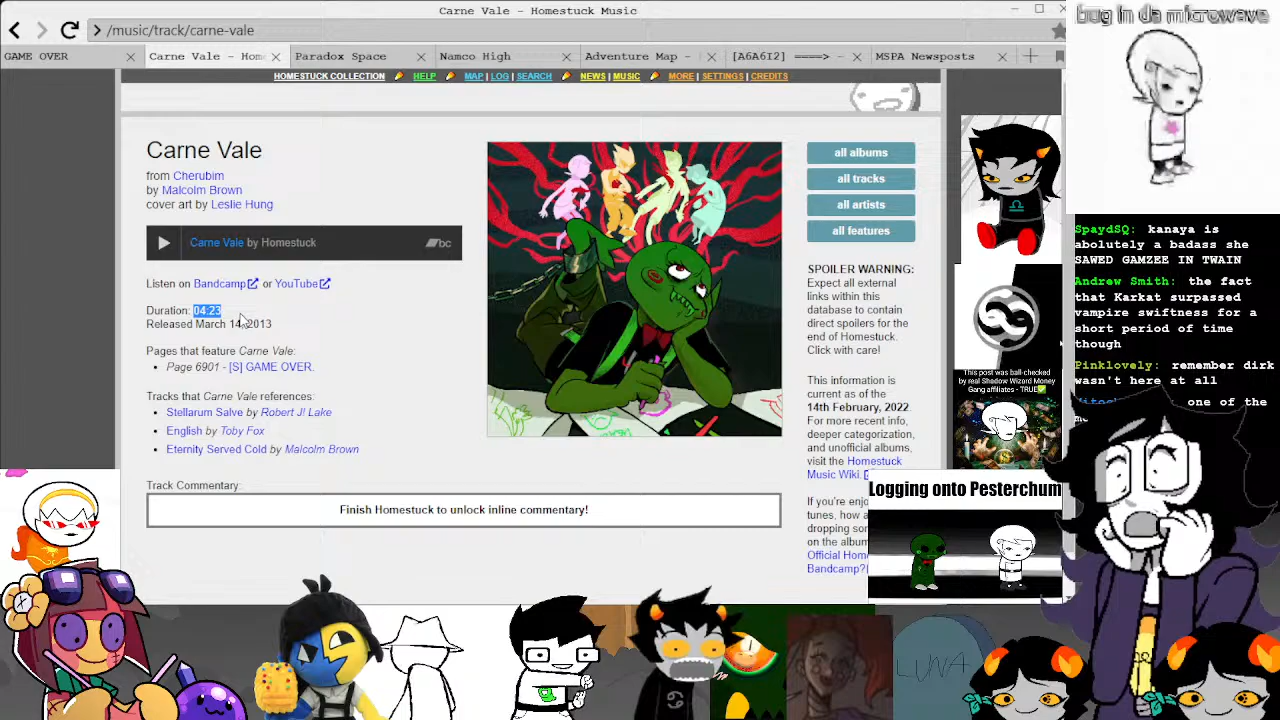 Carne Vale - Homestuck Music
/music/track/carne-vale
GAME OVER
Carne Vale - Home
Paradox Space
Namco High
Adventure Map -
[A6A6I2] ====> -
MSPA Newsposts
HOMESTUCK COLLECTION HELP MAP | LOG | SEARCH NEWS | MUSIC MORE | SETTINGS | CREDITS
Carne Vale
from Cherubim
by Malcolm Brown
cover art by Leslie Hung
Carne Vale by Homestuck
bc
Listen on Bandcamp or YouTube
Duration: 04:23
Released March 14, 2013
Pages that feature Carne Vale:
Page 6901 - [S] GAME OVER.
Tracks that Carne Vale references:
Stellarum Salve by Robert J! Lake
English by Toby Fox
Eternity Served Cold by Malcolm Brown
Track Commentary:
Finish Homestuck to unlock inline commentary!
all albums
all tracks
all artists
all features
SPOILER WARNING:
Expect all external
links within this
database to contain
direct spoilers for the
end of Homestuck.
Click with care!
This information is
current as of the
14th February, 2022.
For more recent info,
deeper categorization,
and unofficial albums,
visit the Homestuck
Music Wiki.
If you're enjo
tunes, how a
dropping som
on the album
Official Hom
Bandcamp?
bug in da microwave
This post was ball-checked
by real Shadow Wizard Money
Gang affiliates - TRUE
Logging onto Pesterchum
SpaydSQ: kanaya is
abolutely a badass she
SAWED GAMZEE IN TWAIN
Andrew Smith: the fact
that Karkat surpassed
vampire swiftness for a
short period of time
though
Pinklovely: remember dirk
wasn't here at all
one of the
LUNA